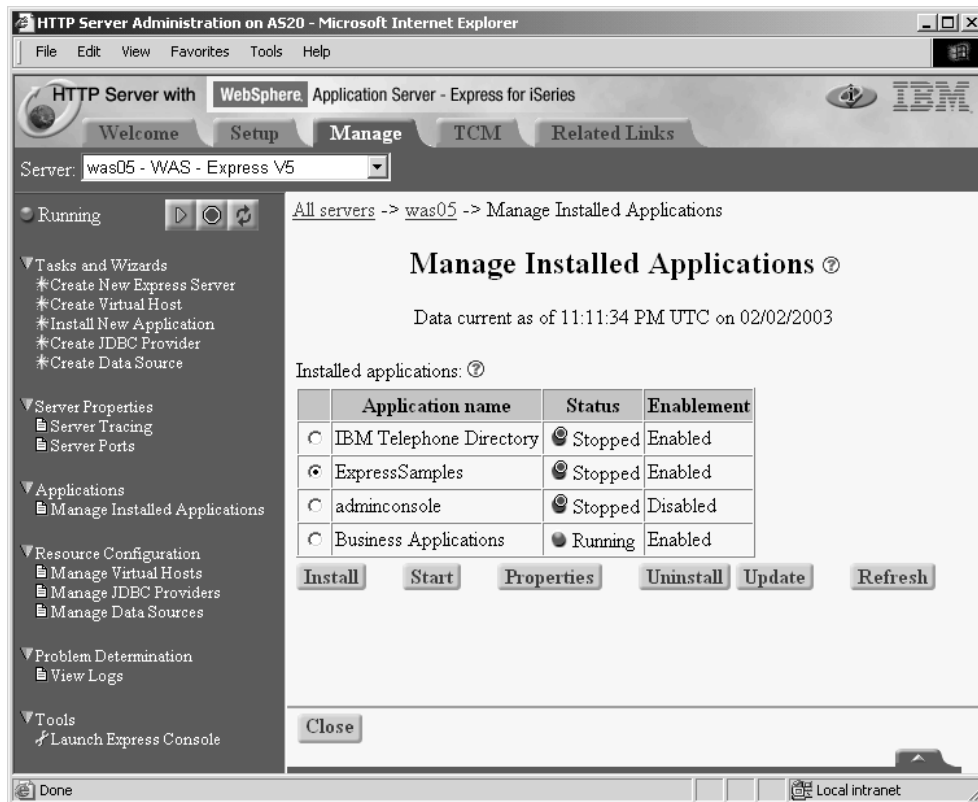 HTTP Server Administration on AS20 - Microsoft Internet Explorer
File Edit View Favorites Tools Help
HTTP Server with WebSphere. Application Server - Express for iSeries
IBM
Welcome Setup Manage TCM Related Links
Server: was05 - WAS - Express V5
Running
Tasks and Wizards
Create New Express Server
Create Virtual Host
Install New Application
Create JDBC Provider
Create Data Source
Server Properties
Server Tracing
Server Ports
Applications
Manage Installed Applications
Resource Configuration
Manage Virtual Hosts
Manage JDBC Providers
Manage Data Sources
Problem Determination
View Logs
Tools
Launch Express Console
All servers -> was05 -> Manage Installed Applications
Manage Installed Applications ?
Data current as of 11:11:34 PM UTC on 02/02/2003
Installed applications: ?
Application name Status Enablement
IBM Telephone Directory Stopped Enabled
ExpressSamples Stopped Enabled
adminconsole Stopped Disabled
Business Applications Running Enabled
Install Start Properties Uninstall Update Refresh
Close
Done Local intranet